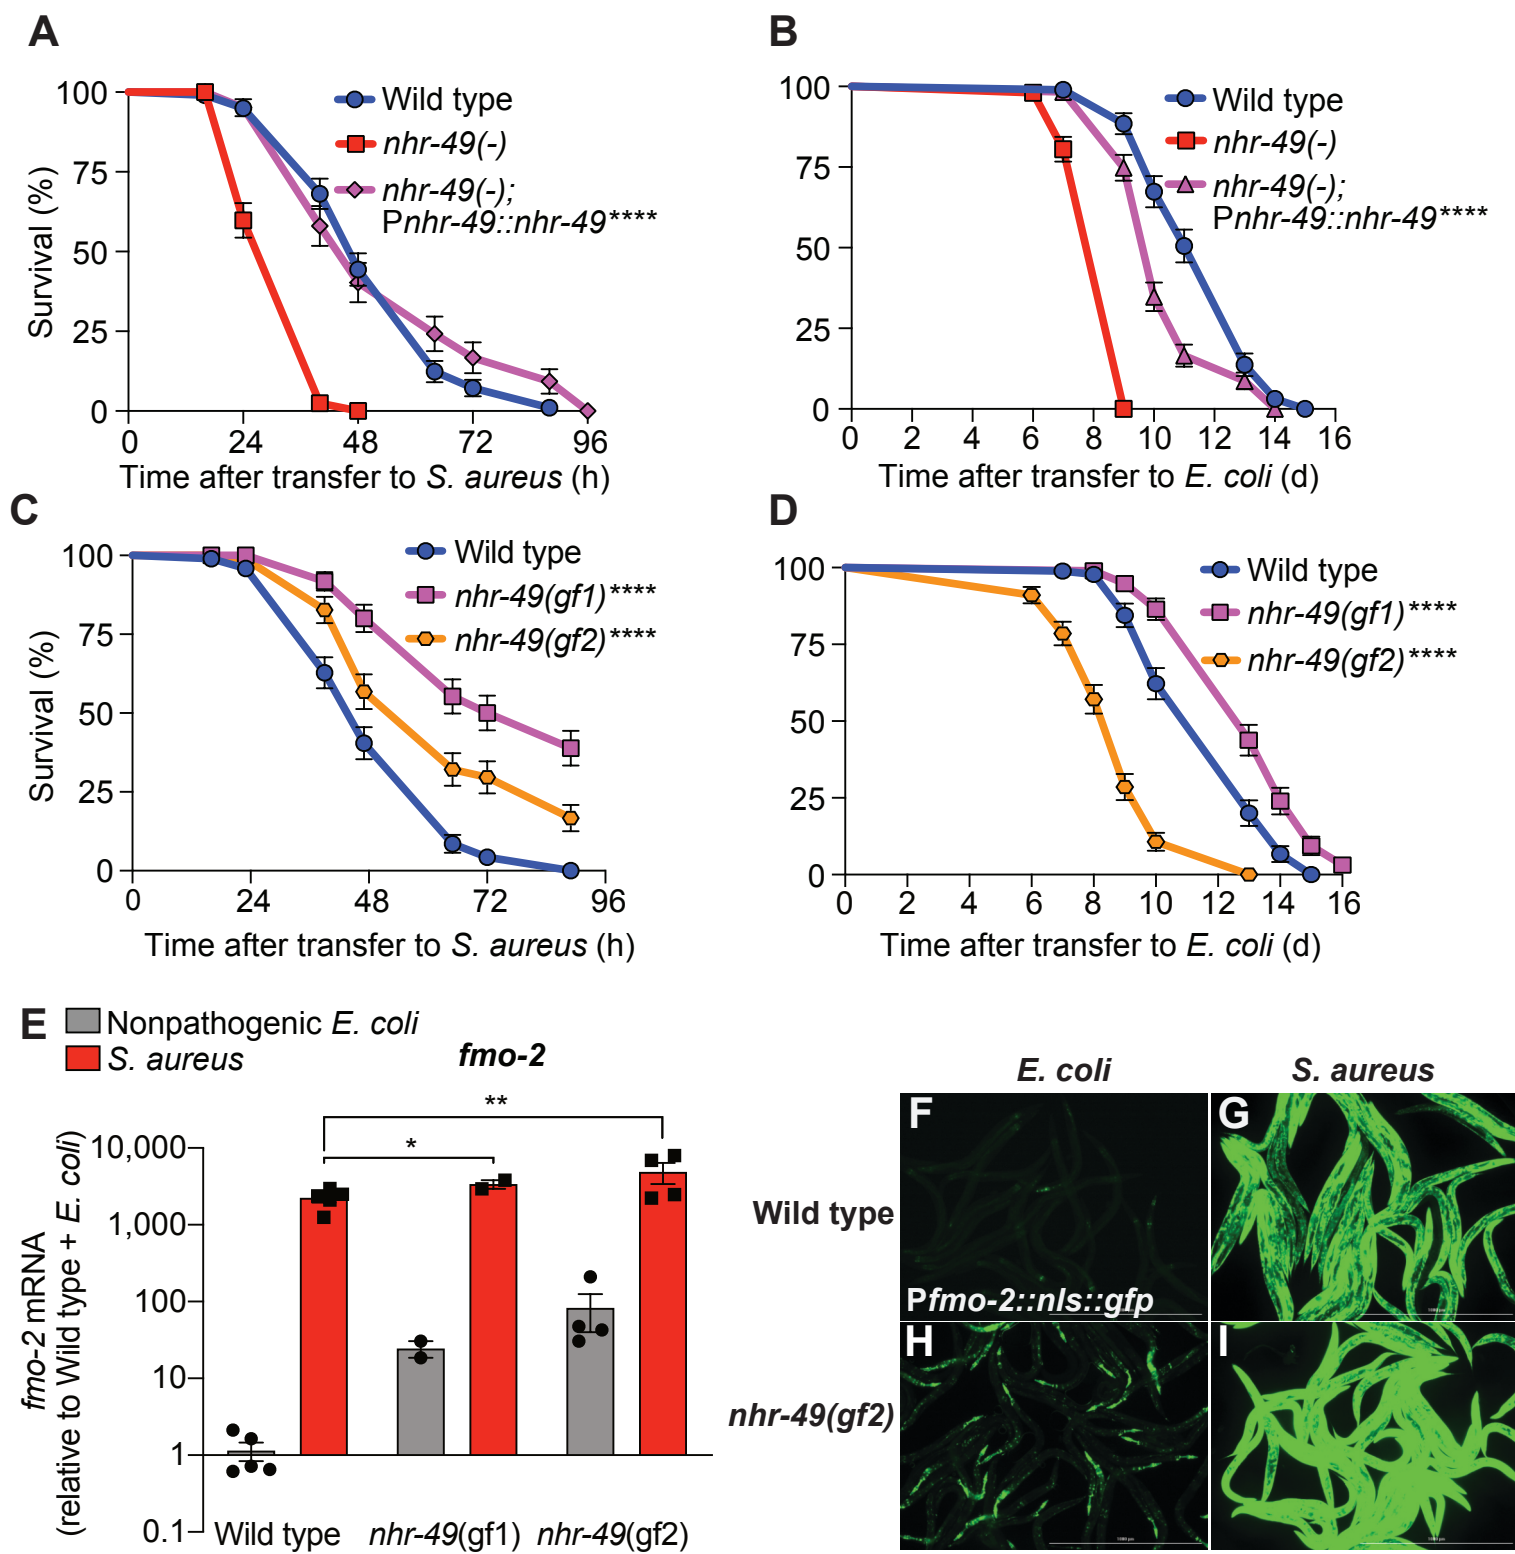 A
100
75
50
25
0
Survival (%)
0 24 48 72 96
Time after transfer to S. aureus (h)
Wild type
nhr-49(-)
nhr-49(-);
Pnhr-49::nhr-49****
B
100
75
50
25
0
0 2 4 6 8 10 12 14 16
Time after transfer to E. coli (d)
Wild type
nhr-49(-)
nhr-49(-);
Pnhr-49::nhr-49****
C
100
75
50
25
0
Survival (%)
0 24 48 72 96
Time after transfer to S. aureus (h)
Wild type
nhr-49(gf1)****
nhr-49(gf2)****
D
100
75
50
25
0
0 2 4 6 8 10 12 14 16
Time after transfer to E. coli (d)
Wild type
nhr-49(gf1)****
nhr-49(gf2)****
E
Nonpathogenic E. coli
S. aureus
fmo-2
**
*
10,000
1,000
100
10
1
0.1
fmo-2 mRNA
(relative to Wild type + E. coli)
Wild type nhr-49(gf1) nhr-49(gf2)
E. coli S. aureus
Wild type
F
Pfmo-2::nls::gfp
G
nhr-49(gf2)
H
I